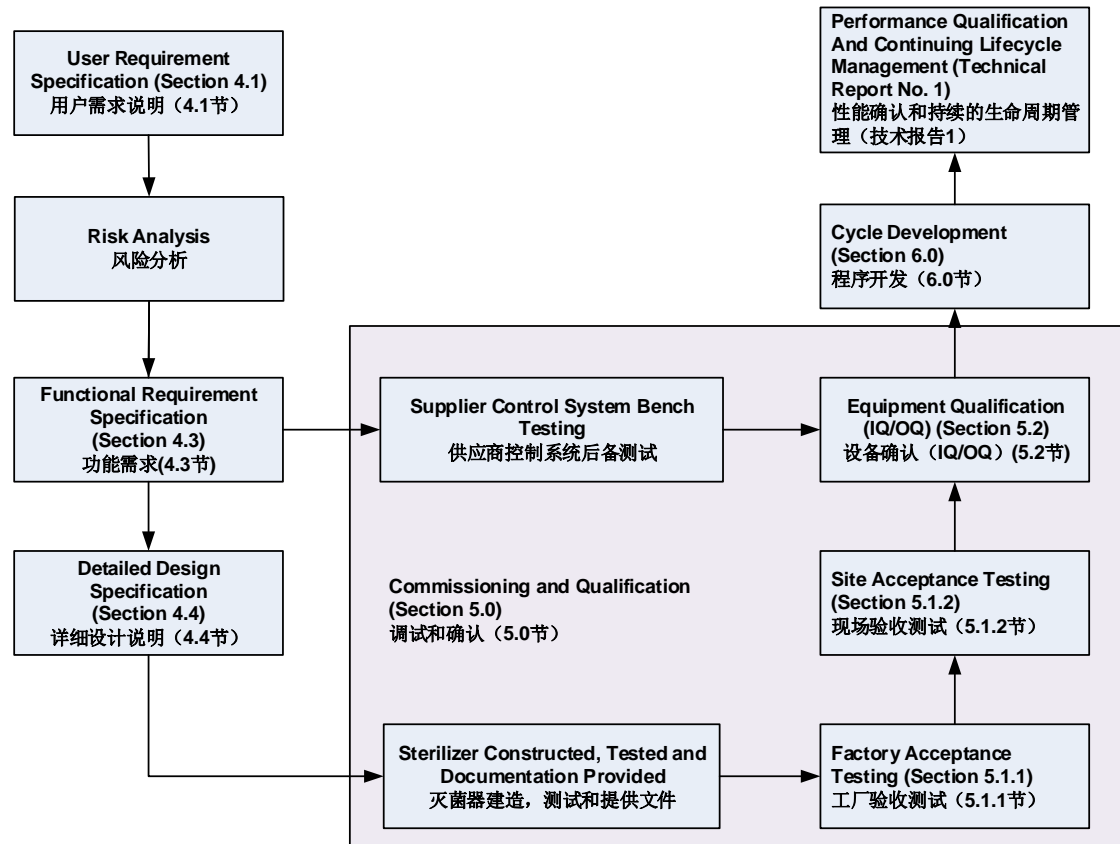 User Requirement
Specification (Section 4.1)
用户需求说明（4.1节）
Risk Analysis
风险分析
Functional Requirement
Specification
(Section 4.3)
功能需求(4.3节)
Detailed Design
Specification
(Section 4.4)
详细设计说明（4.4节）
Supplier Control System Bench
Testing
供应商控制系统后备测试
Commissioning and Qualification
(Section 5.0)
调试和确认（5.0节）
Sterilizer Constructed, Tested and
Documentation Provided
灭菌器建造，测试和提供文件
Performance Qualification
And Continuing Lifecycle
Management (Technical
Report No. 1)
性能确认和持续的生命周期管
理（技术报告1）
Cycle Development
(Section 6.0)
程序开发（6.0节）
Equipment Qualification
(IQ/OQ) (Section 5.2)
设备确认（IQ/OQ）(5.2节)
Site Acceptance Testing
(Section 5.1.2)
现场验收测试（5.1.2节）
Factory Acceptance
Testing (Section 5.1.1)
工厂验收测试（5.1.1节）